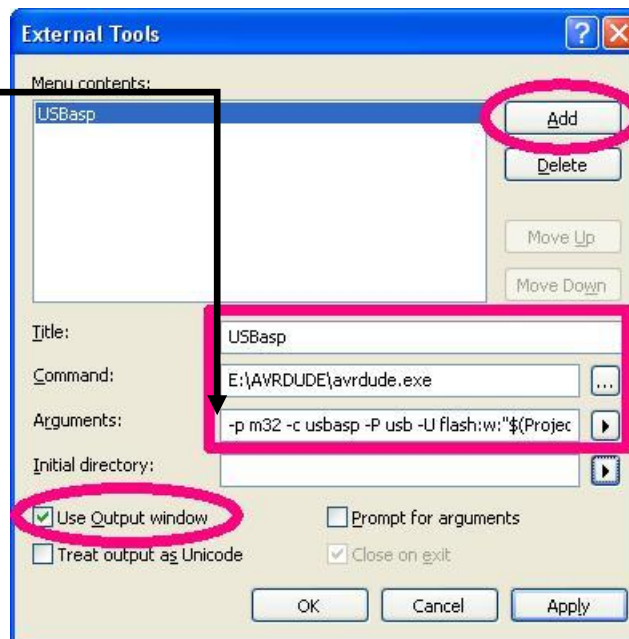 External Tools
Menu contents:
USBasp
Add
Delete
Move Up
Move Down
Title:
USBasp
Command:
E:\AVRDUDE\avrdude.exe
...
Arguments:
-p m32 -c usbasp -P usb -U flash:w:"$(Projec
Initial directory:
Use Output window
Prompt for arguments
Treat output as Unicode
Close on exit
OK
Cancel
Apply